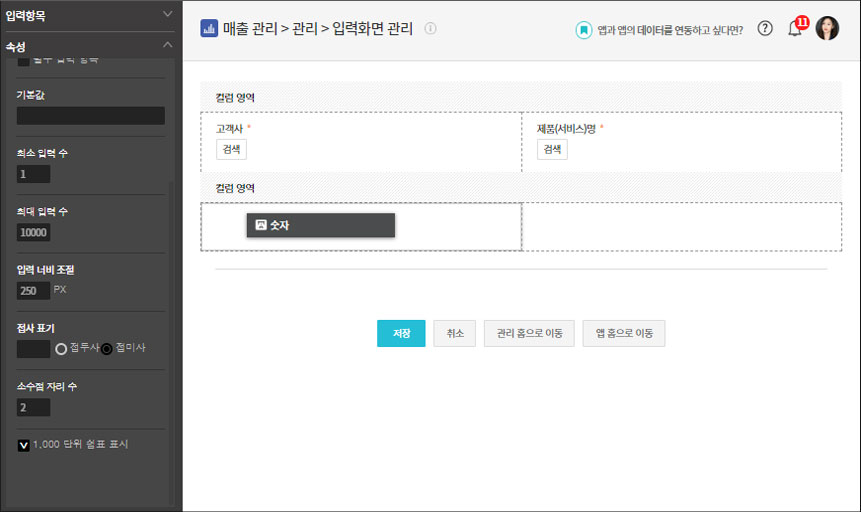 입력항목
속성
필수 입력 항목
기본값
최소 입력 수
1
최대 입력 수
10000
입력 너비 조절
250 PX
접사 표기
접두사 접미사
소수점 자리 수
2
1,000 단위 쉼표 표시
매출 관리 > 관리 > 입력화면 관리
앱과 앱의 데이터를 연동하고 싶다면?
11
컬럼 영역
고객사 * 제품(서비스)명 *
검색 검색
컬럼 영역
숫자
저장 취소 관리 홈으로 이동 앱 홈으로 이동